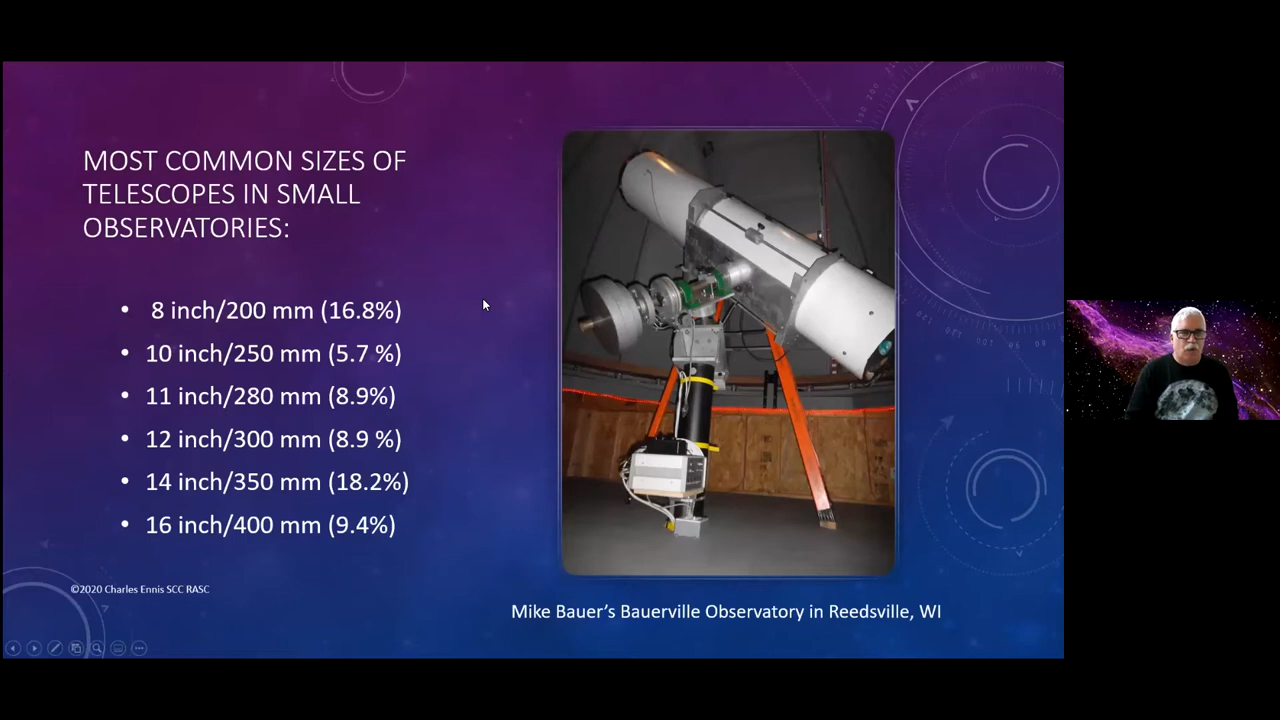 MOST COMMON SIZES OF
TELESCOPES IN SMALL
OBSERVATORIES:
• 8 inch/200 mm (16.8%)
• 10 inch/250 mm (5.7 %)
• 11 inch/280 mm (8.9%)
• 12 inch/300 mm (8.9 %)
• 14 inch/350 mm (18.2%)
• 16 inch/400 mm (9.4%)
©2020 Charles Ennis SCC RASC
Mike Bauer's Bauerville Observatory in Reedsville, WI